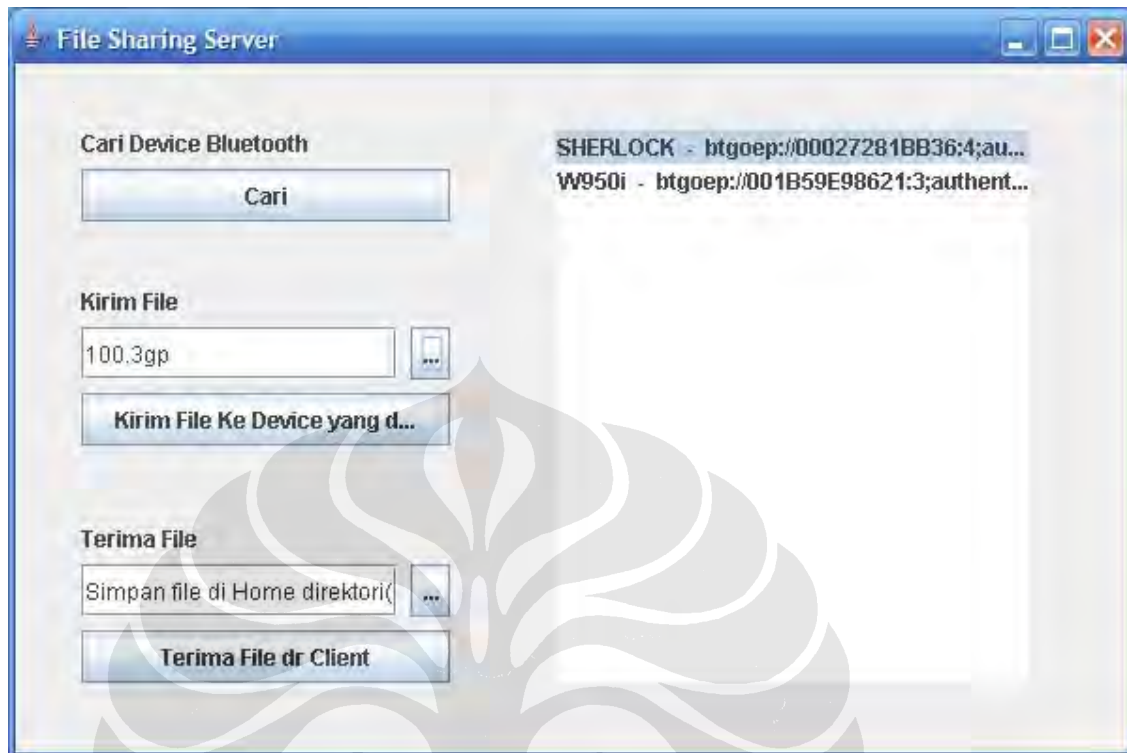 File Sharing Server
Cari Device Bluetooth
Cari
Kirim File
100.3gp
...
Kirim File Ke Device yang d...
Terima File
Simpan file di Home direktori(
...
Terima File dr Client
SHERLOCK - btgoep://00027281BB36:4;au...
W950i - btgoep://001B59E98621:3;authent...